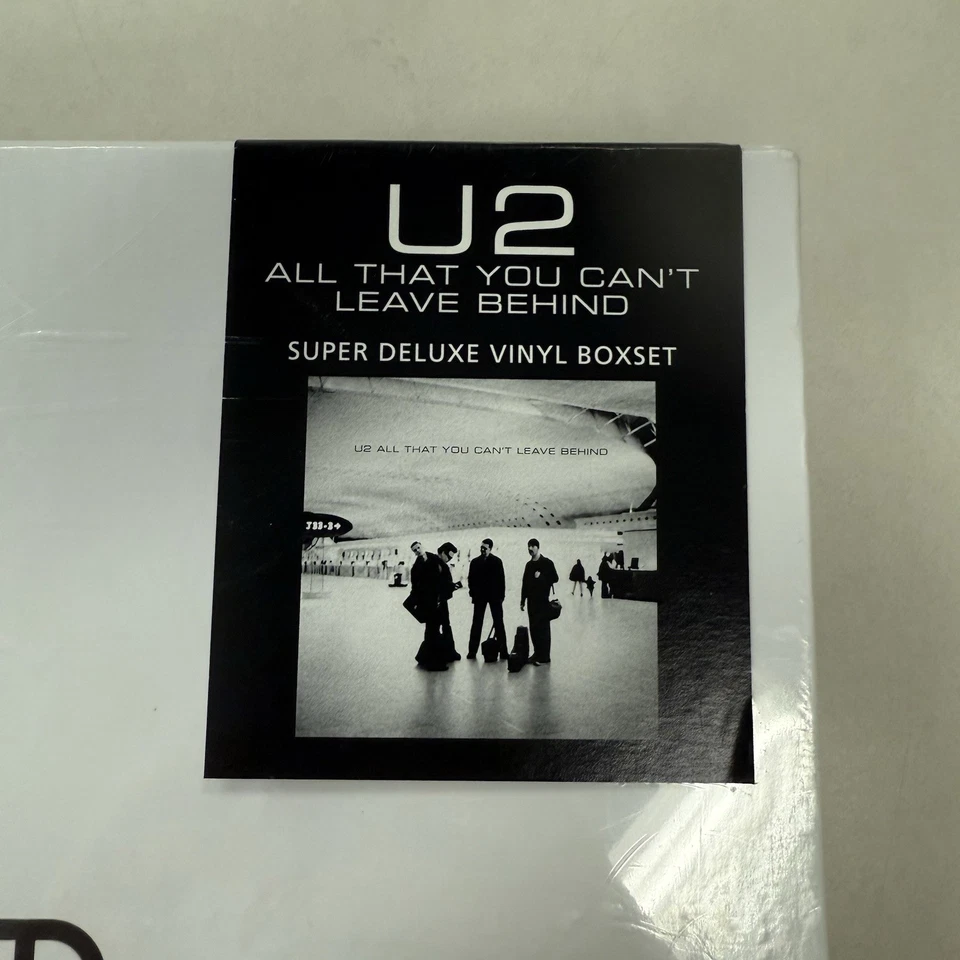 U2
ALL THAT YOU CAN'T
LEAVE BEHIND
SUPER DELUXE VINYL BOXSET
U2 ALL THAT YOU CAN'T LEAVE BEHIND
J33-3→